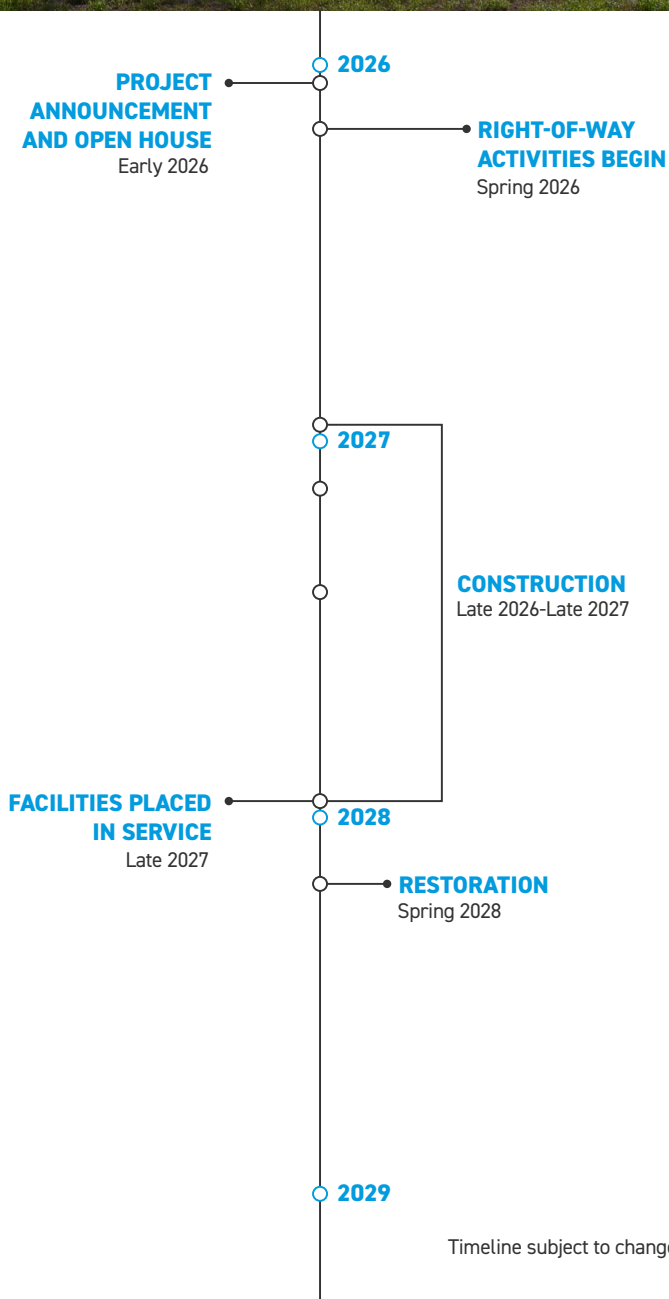 2026
PROJECT
ANNOUNCEMENT
AND OPEN HOUSE
Early 2026
RIGHT-OF-WAY
ACTIVITIES BEGIN
Spring 2026
2027
CONSTRUCTION
Late 2026-Late 2027
FACILITIES PLACED
IN SERVICE
Late 2027
2028
RESTORATION
Spring 2028
2029
Timeline subject to change